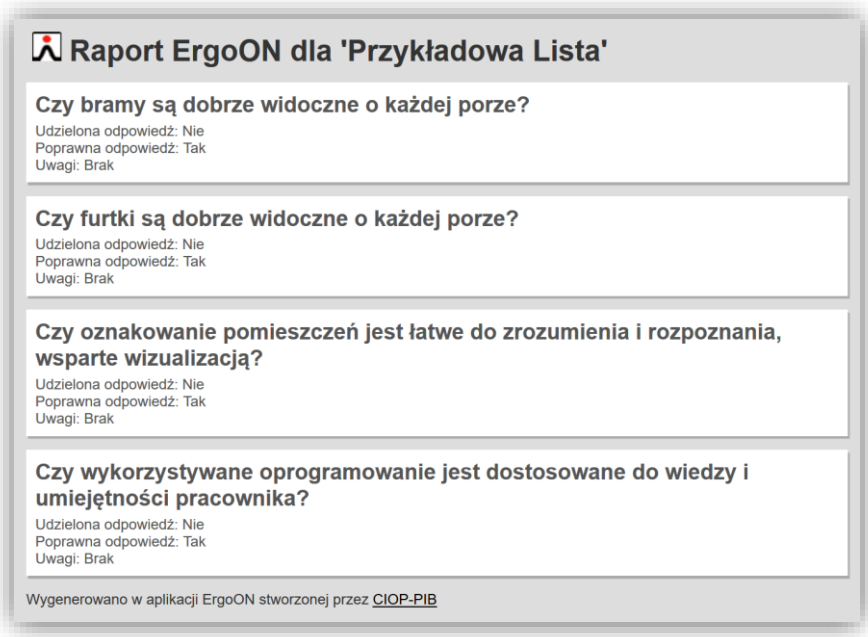 Raport ErgoON dla 'Przykładowa Lista'
Czy bramy są dobrze widoczne o każdej porze?
Udzielona odpowiedź: Nie
Poprawna odpowiedź: Tak
Uwagi: Brak
Czy furtki są dobrze widoczne o każdej porze?
Udzielona odpowiedź: Nie
Poprawna odpowiedź: Tak
Uwagi: Brak
Czy oznakowanie pomieszczeń jest łatwe do zrozumienia i rozpoznania,
wsparte wizualizacją?
Udzielona odpowiedź: Nie
Poprawna odpowiedź: Tak
Uwagi: Brak
Czy wykorzystywane oprogramowanie jest dostosowane do wiedzy i
umiejętności pracownika?
Udzielona odpowiedź: Nie
Poprawna odpowiedź: Tak
Uwagi: Brak
Wygenerowano w aplikacji ErgoON stworzonej przez CIOP-PIB